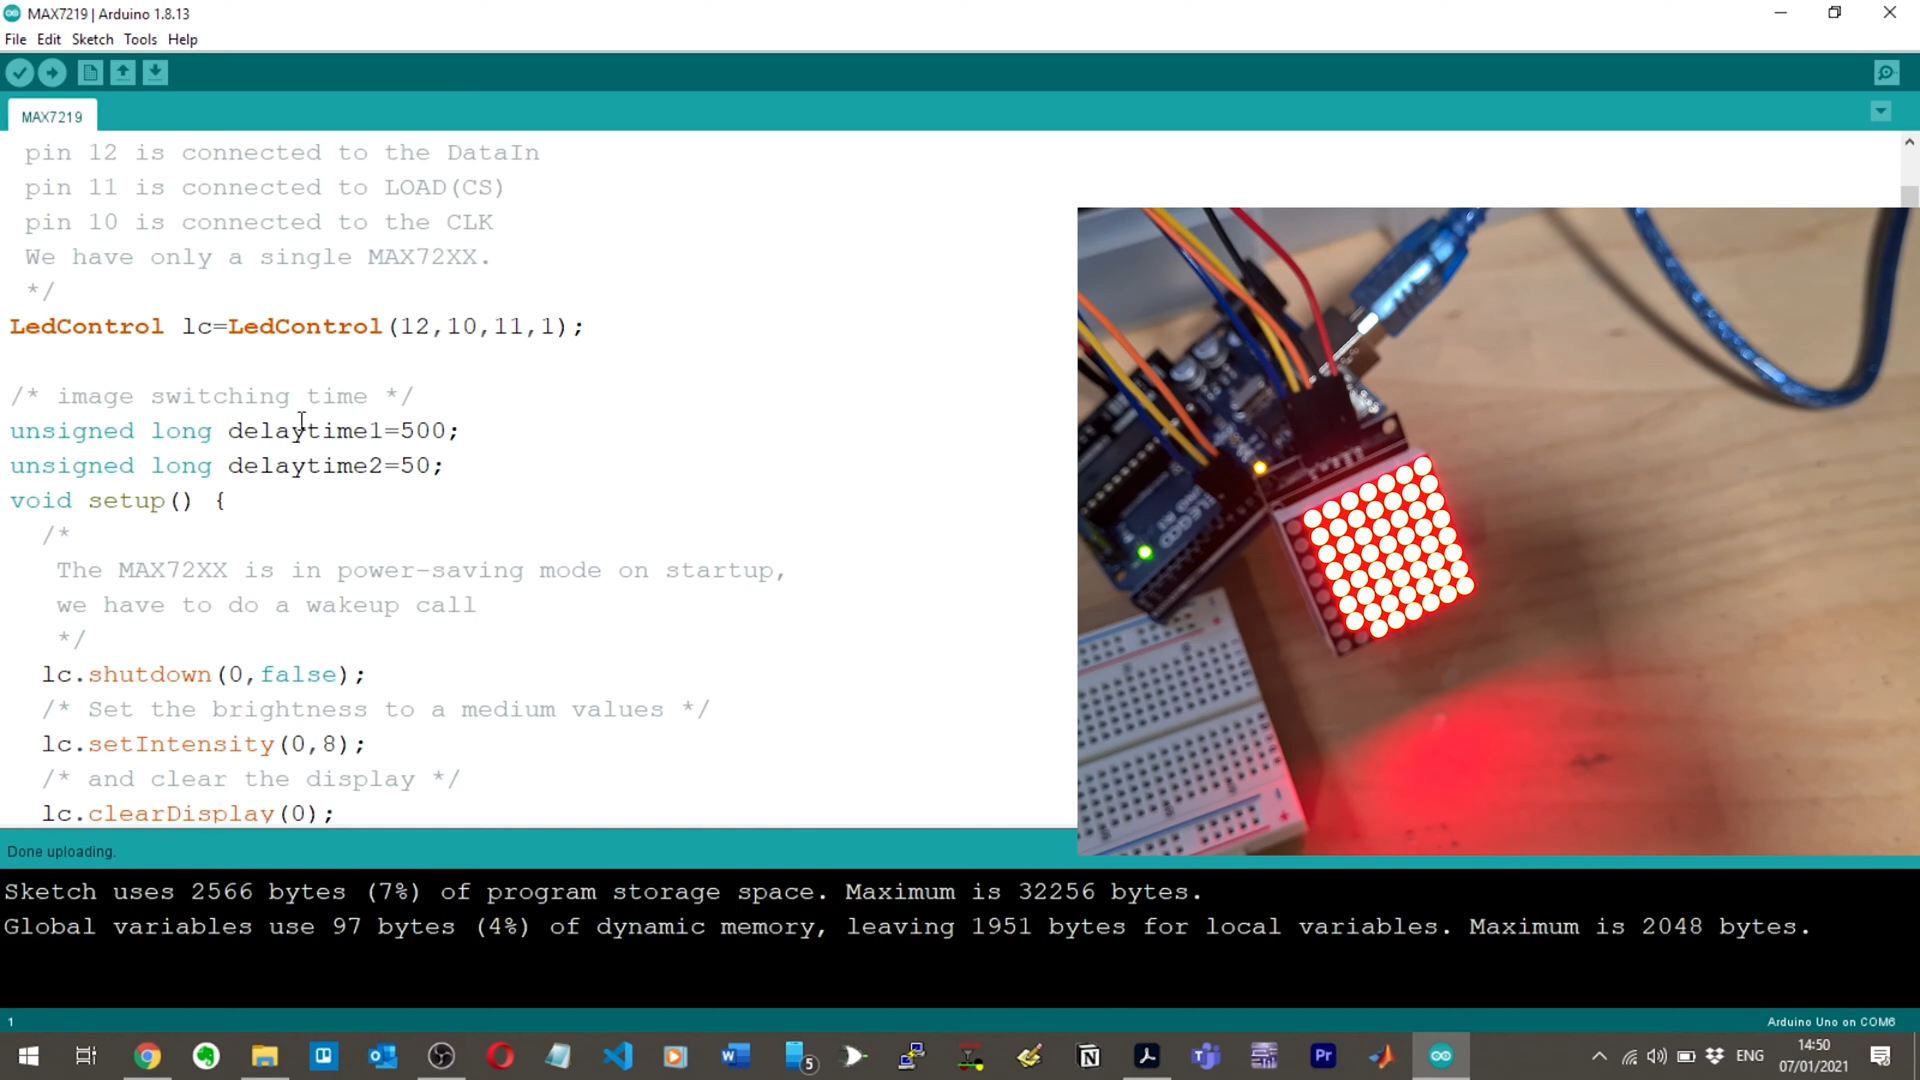 MAX7219 | Arduino 1.8.13
File Edit Sketch Tools Help
MAX7219
pin 12 is connected to the DataIn
pin 11 is connected to LOAD(CS)
pin 10 is connected to the CLK
We have only a single MAX72XX.
*/
LedControl lc=LedControl(12,10,11,1);
/* image switching time */
unsigned long delaytime1=500;
unsigned long delaytime2=50;
void setup() {
/*
The MAX72XX is in power-saving mode on startup,
we have to do a wakeup call
*/
lc.shutdown(0,false);
/* Set the brightness to a medium values */
lc.setIntensity(0,8);
/* and clear the display */
lc.clearDisplay(0);
Done uploading.
Sketch uses 2566 bytes (7%) of program storage space. Maximum is 32256 bytes.
Global variables use 97 bytes (4%) of dynamic memory, leaving 1951 bytes for local variables. Maximum is 2048 bytes.
1
Arduino Uno on COM6
5
Pr
ENG
14:50
07/01/2021